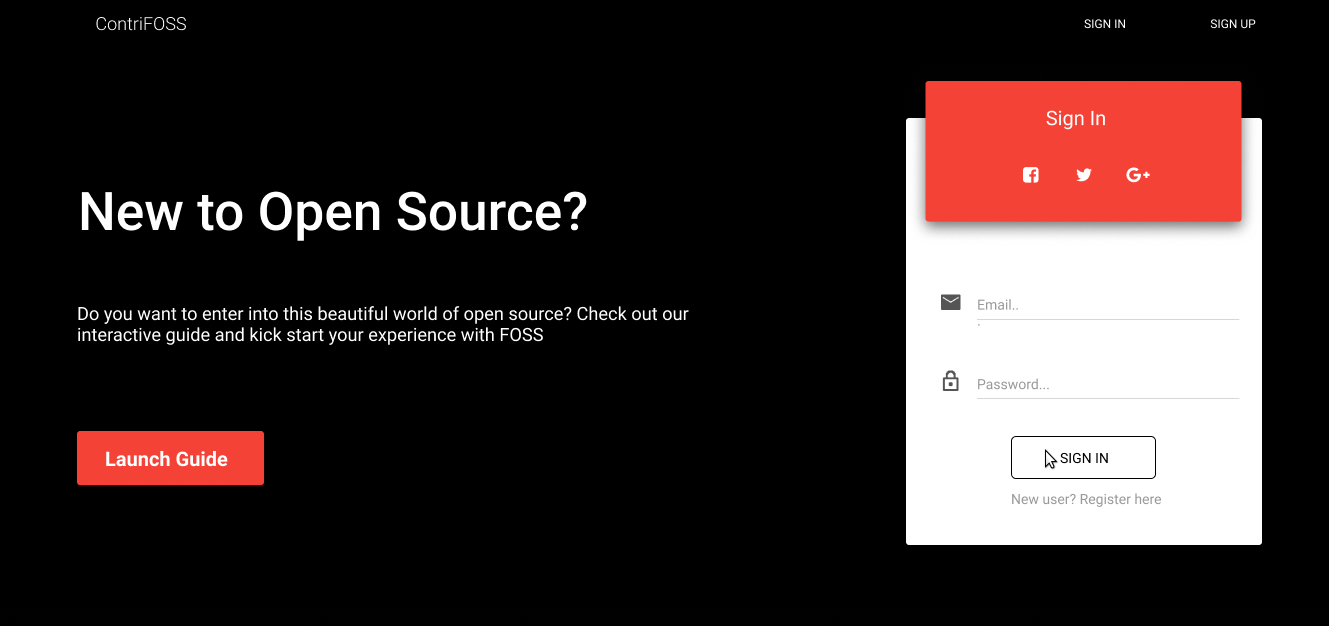 ContriFOSS
SIGN IN
SIGN UP
New to Open Source?
Do you want to enter into this beautiful world of open source? Check out our
interactive guide and kick start your experience with FOSS
Launch Guide
Sign In
G+
Email..
.
Password...
SIGN IN
New user? Register here